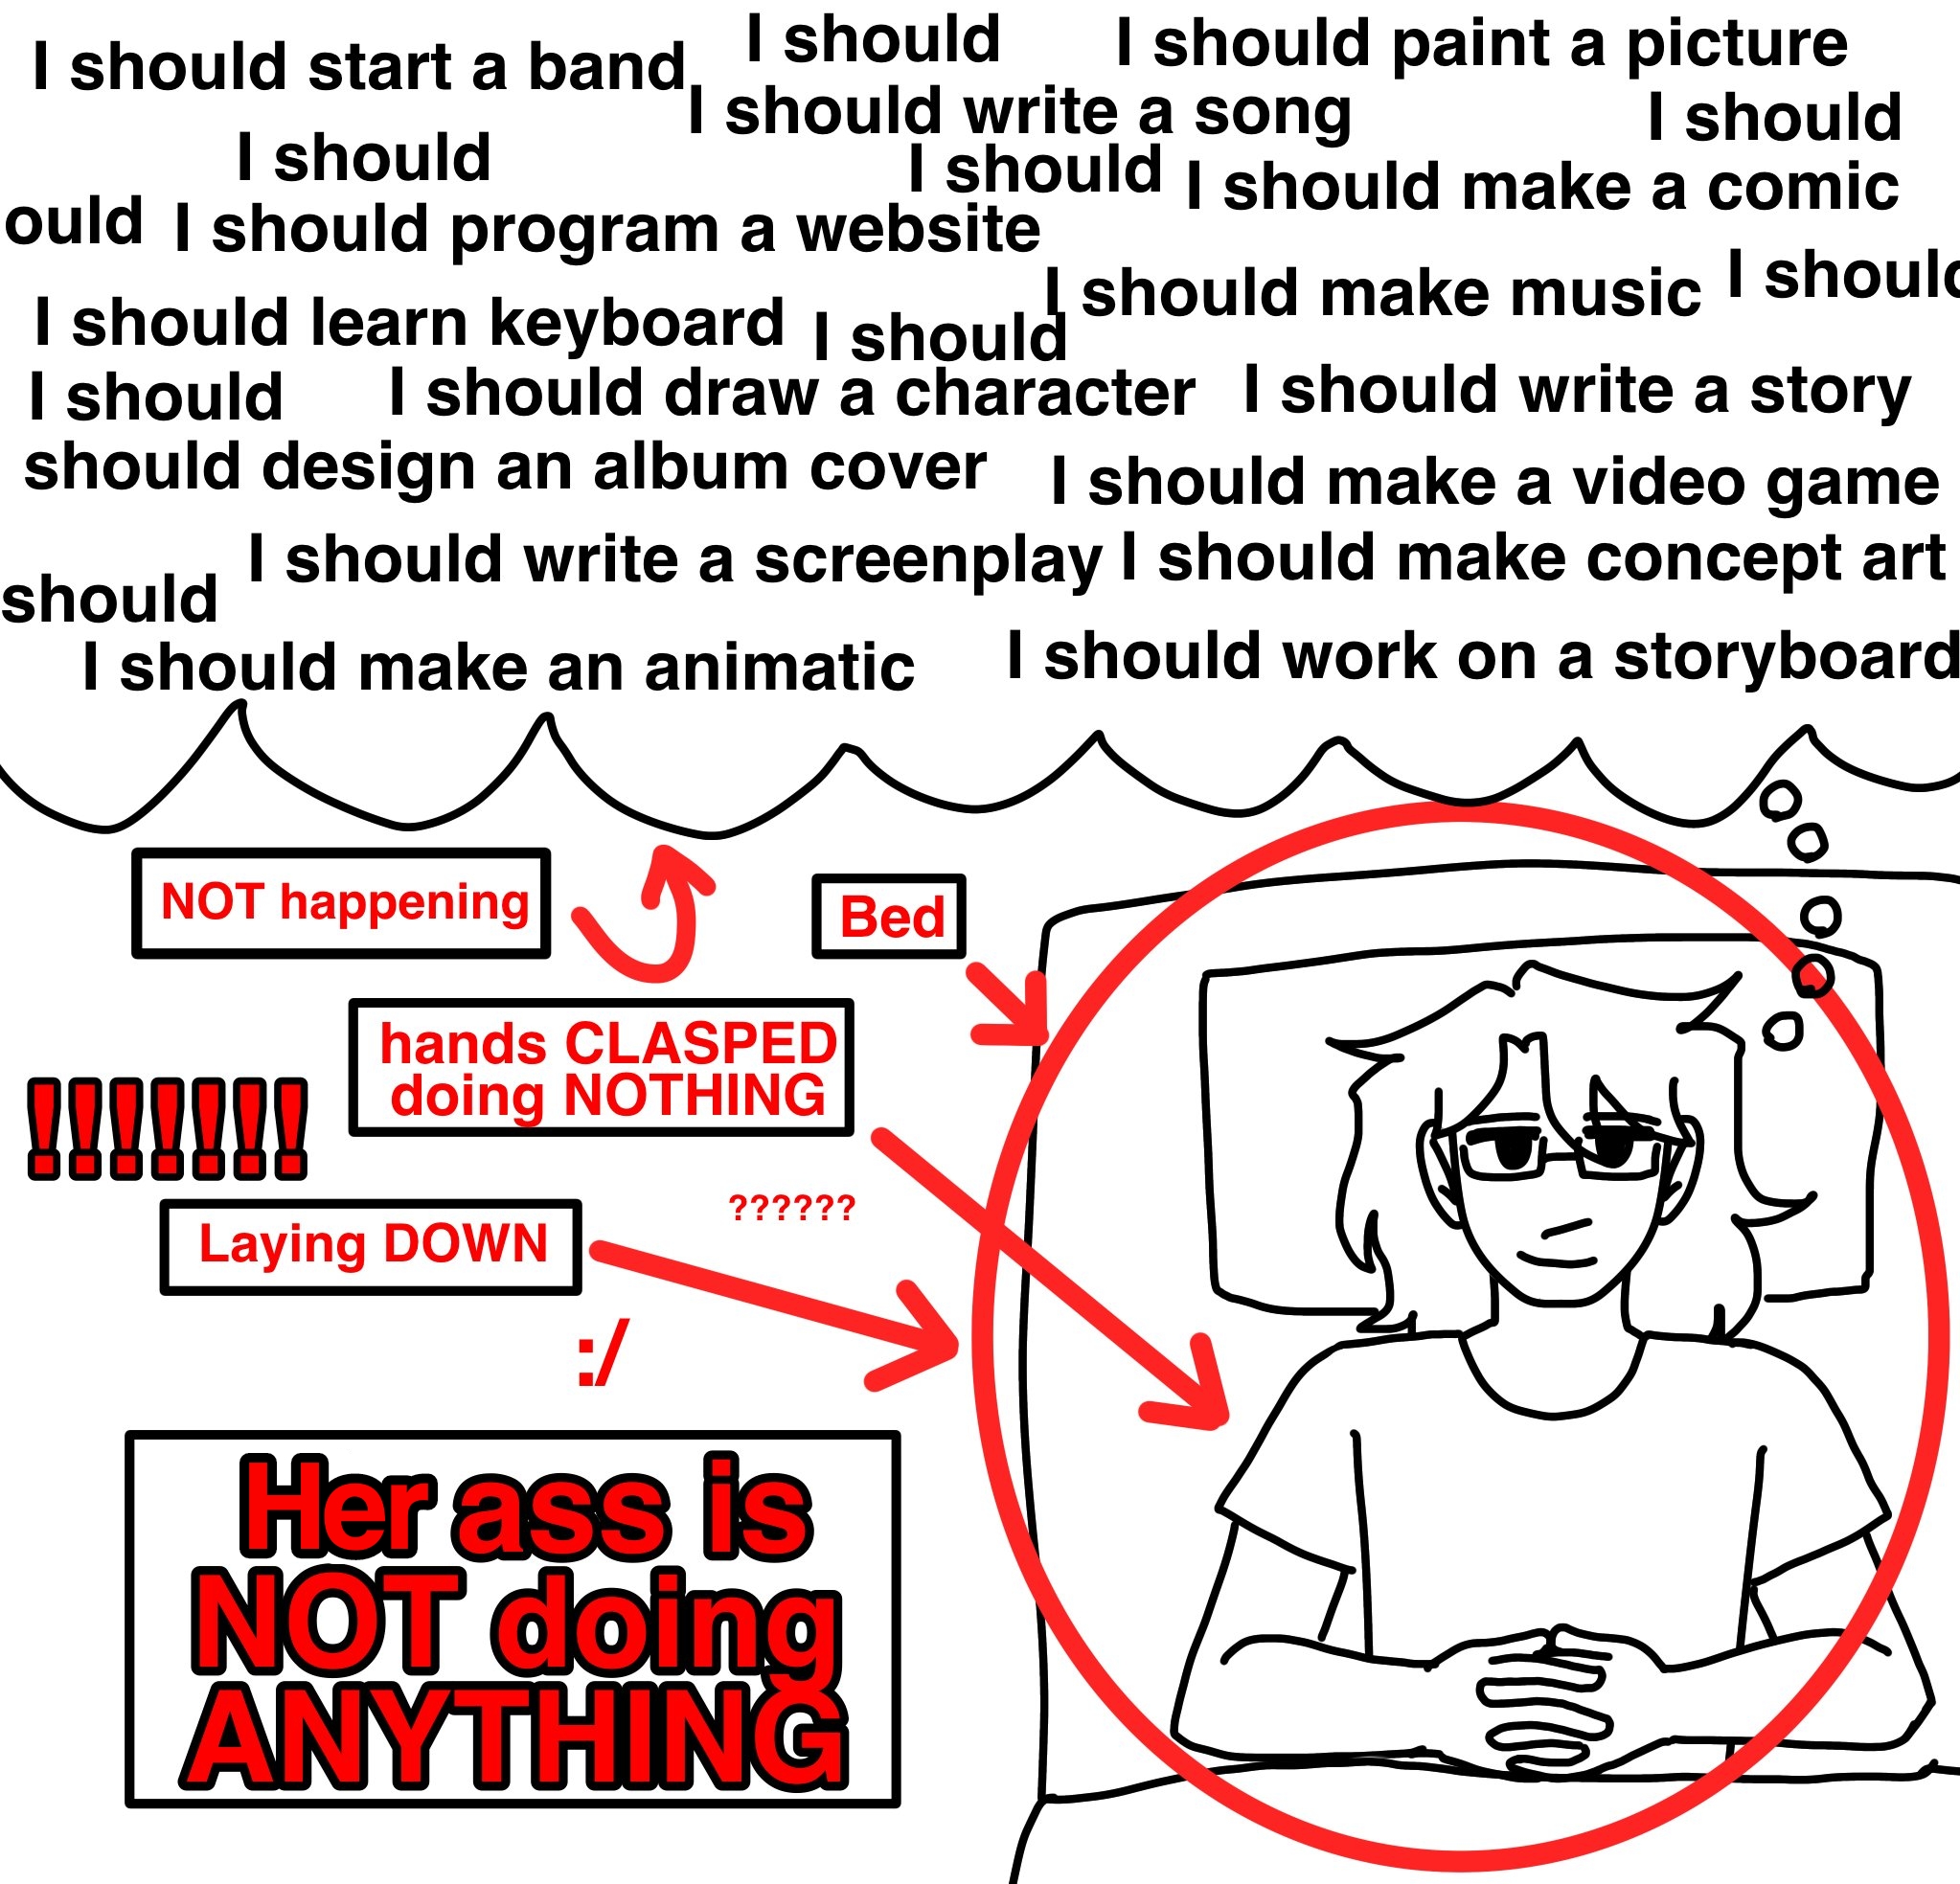 I should start a band
I should
I should paint a picture
I should write a song
I should
I should
I should
I should make a comic
ould
I should program a website
I should
I should make music
I should learn keyboard
I should
I should
I should draw a character
I should write a story
should design an album cover
I should make a video game
I should write a screenplay
I should make concept art
should
I should make an animatic
I should work on a storyboard
NOT happening
Bed
hands CLASPED
doing NOTHING
!!!!!!!
??????
Laying DOWN
:/
Her ass is
NOT doing
ANYTHING